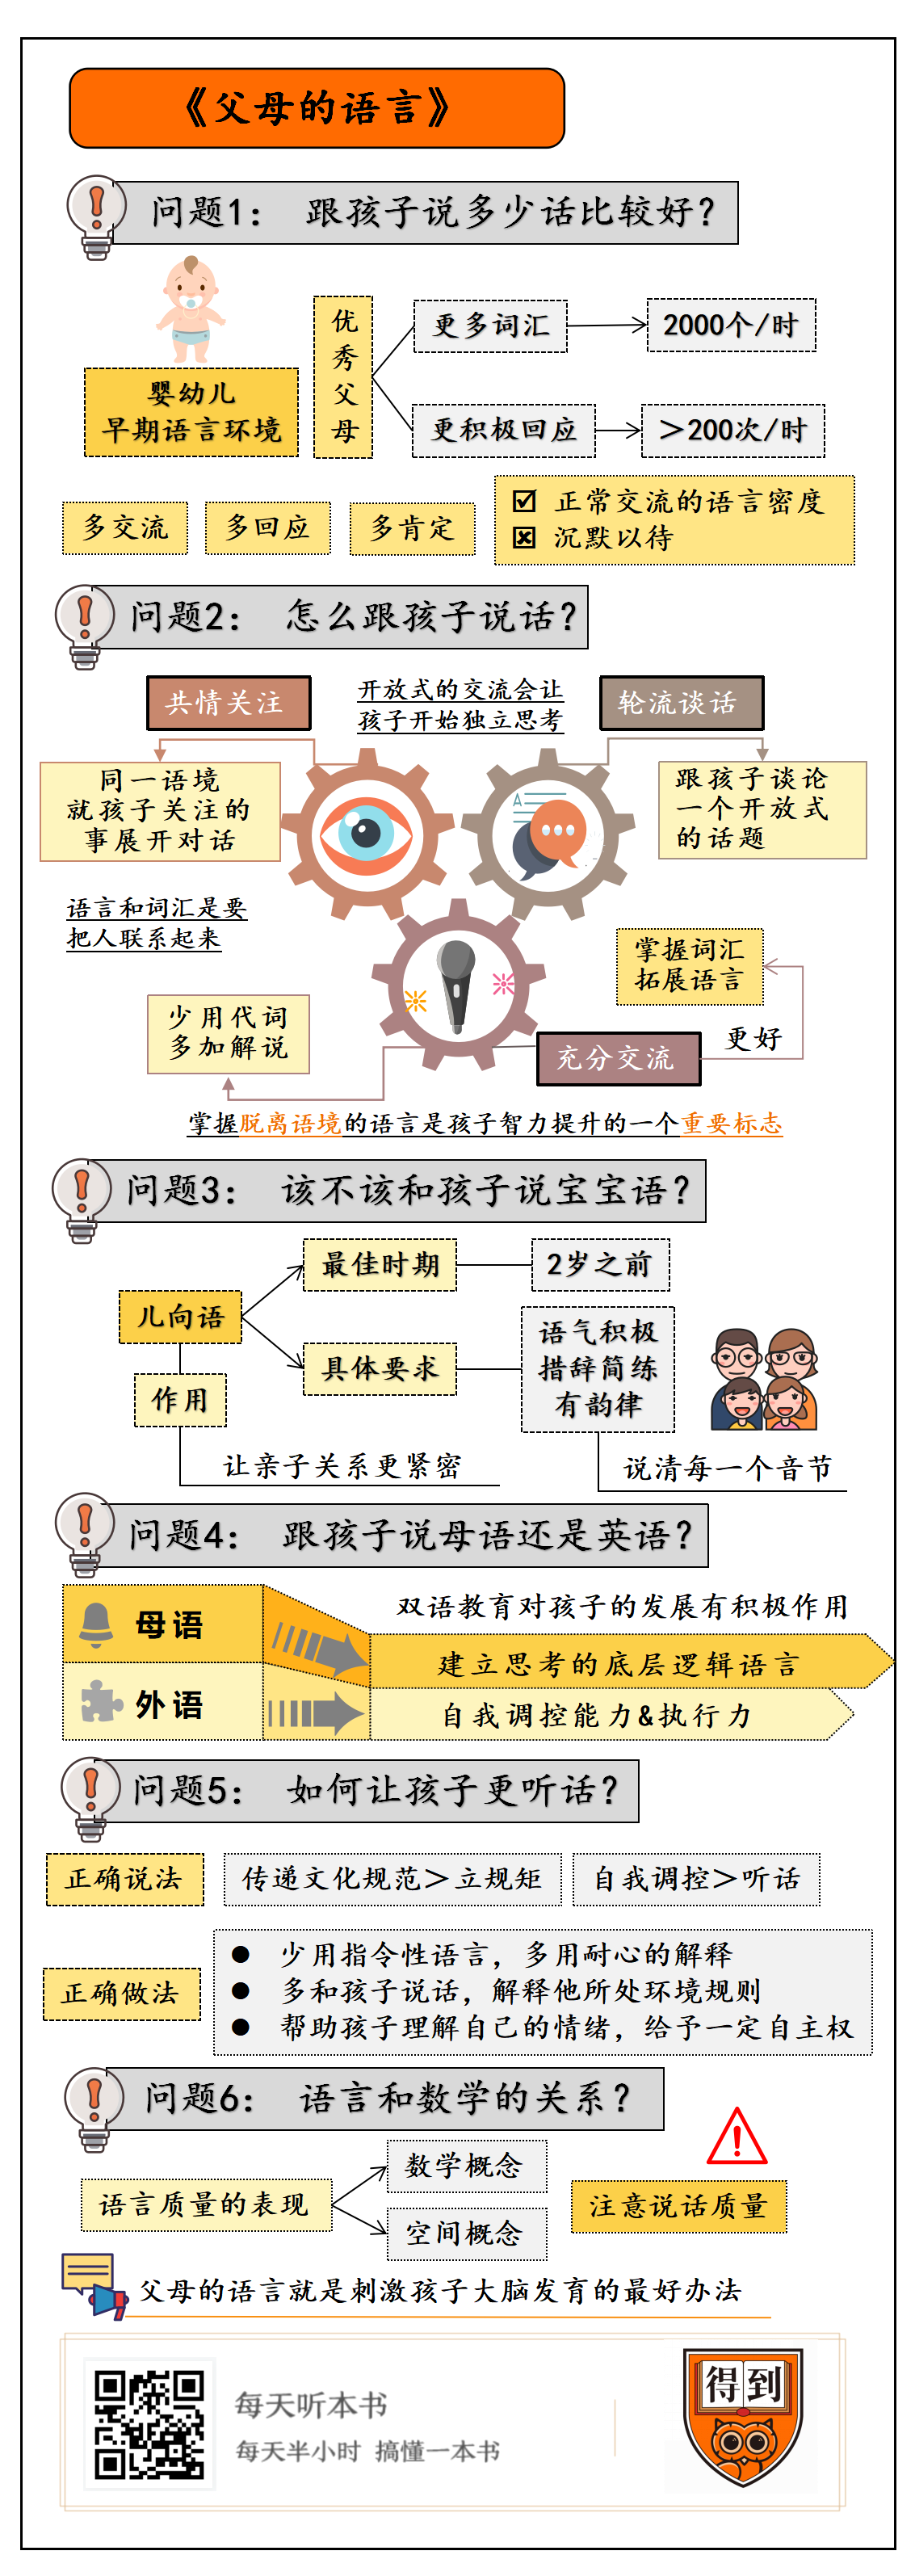 《父母的语言》
问题1： 跟孩子说多少话比较好？
婴幼儿
早期语言环境
优
秀
父
母
更多词汇
2000个/时
更积极回应
＞200次/时
多交流
多回应
多肯定
正常交流的语言密度
沉默以待
问题2： 怎么跟孩子说话？
共情关注
开放式的交流会让
孩子开始独立思考
轮流谈话
同一语境
就孩子关注的
事展开对话
跟孩子谈论
一个开放式
的话题
A
语言和词汇是要
把人联系起来
掌握词汇
拓展语言
少用代词
多加解说
更好
充分交流
掌握脱离语境的语言是孩子智力提升的一个重要标志
问题3： 该不该和孩子说宝宝语？
最佳时期
2岁之前
儿向语
具体要求
语气积极
措辞简练
有韵律
作用
让亲子关系更紧密
说清每一个音节
问题4： 跟孩子说母语还是英语？
母语
双语教育对孩子的发展有积极作用
建立思考的底层逻辑语言
外语
自我调控能力&执行力
问题5： 如何让孩子更听话？
正确说法
传递文化规范＞立规矩
自我调控＞听话
正确做法
● 少用指令性语言，多用耐心的解释
● 多和孩子说话，解释他所处环境规则
● 帮助孩子理解自己的情绪，给予一定自主权
问题6： 语言和数学的关系？
语言质量的表现
数学概念
空间概念
注意说话质量
父母的语言就是刺激孩子大脑发育的最好办法
每天听本书
每天半小时 搞懂一本书
得到